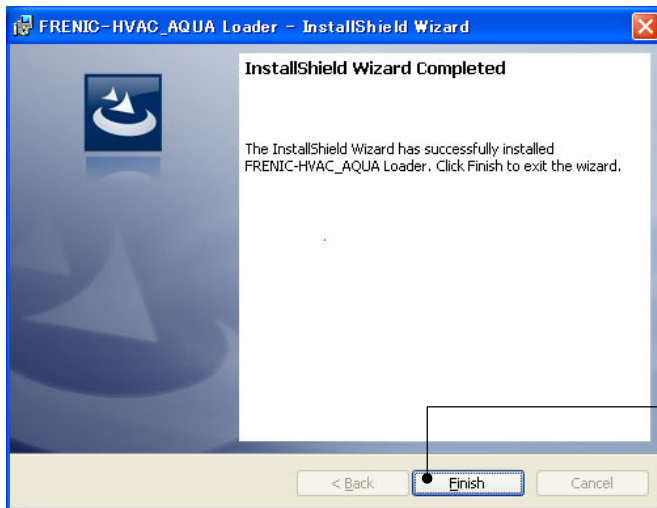 FRENIC-HVAC_AQUA Loader - InstallShield Wizard
InstallShield Wizard Completed
The InstallShield Wizard has successfully installed
FRENIC-HVAC_AQUA Loader. Click Finish to exit the wizard.
< Back
Finish
Cancel